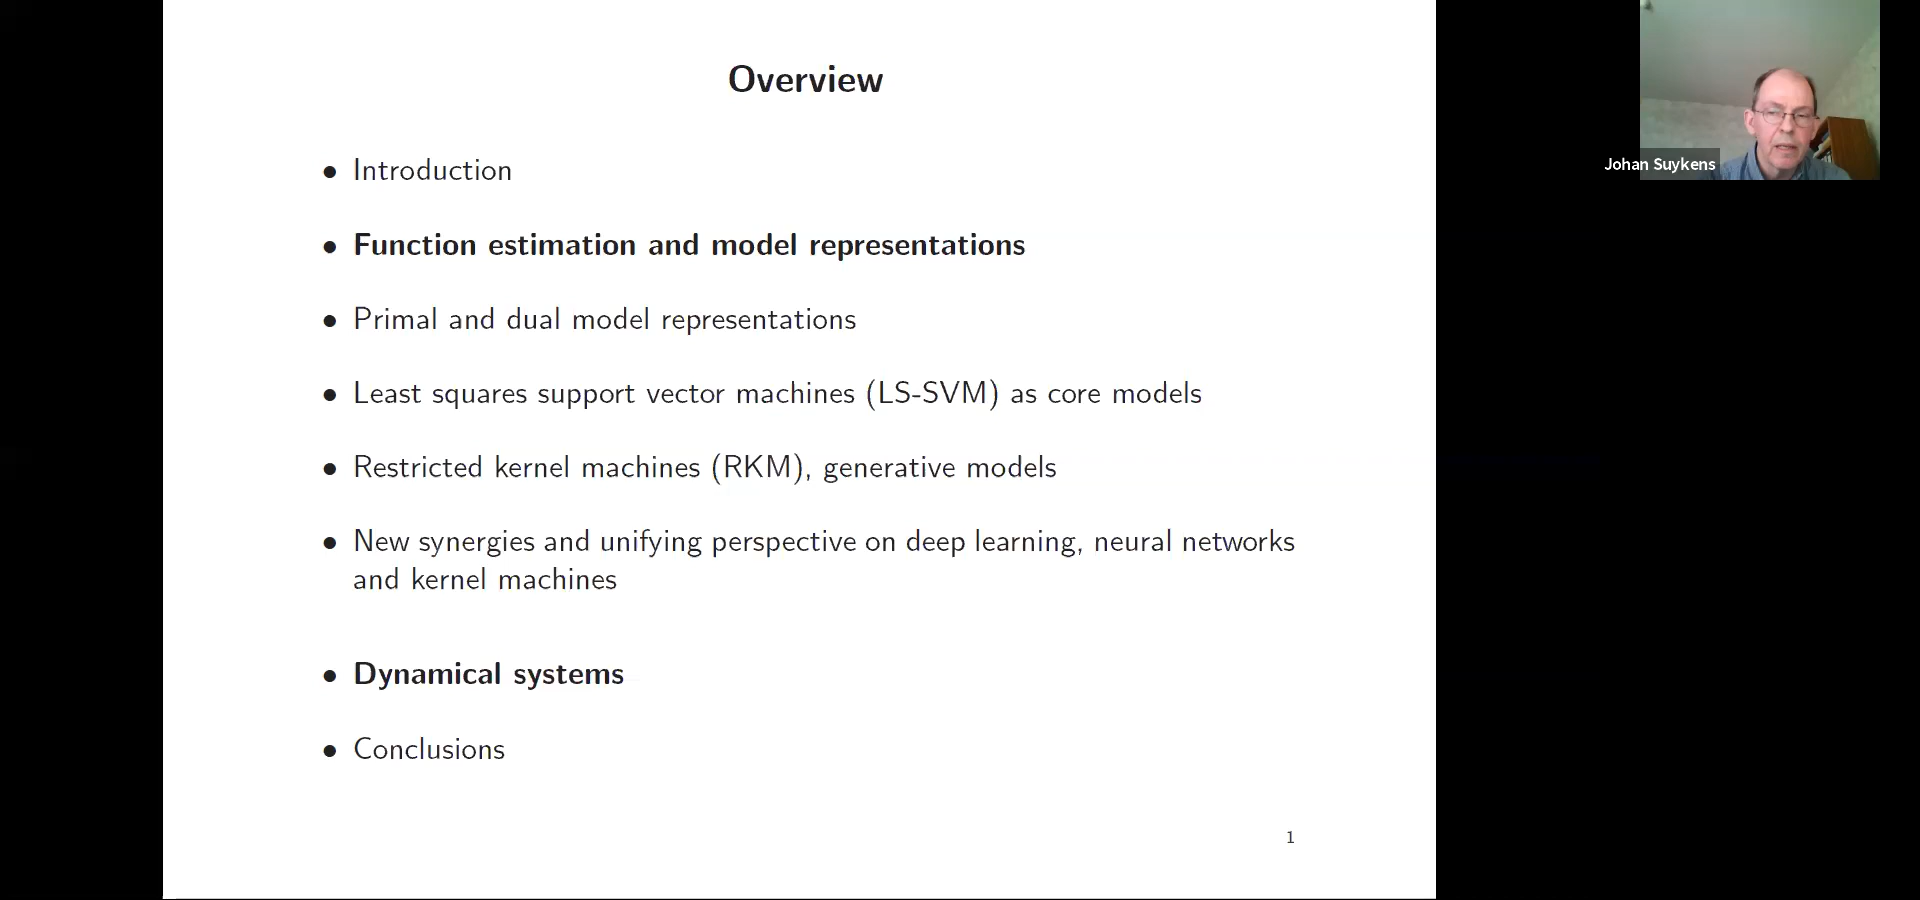 Overview
• Introduction
• Function estimation and model representations
• Primal and dual model representations
• Least squares support vector machines (LS-SVM) as core models
• Restricted kernel machines (RKM), generative models
• New synergies and unifying perspective on deep learning, neural networks
and kernel machines
• Dynamical systems
• Conclusions
1
Johan Suykens